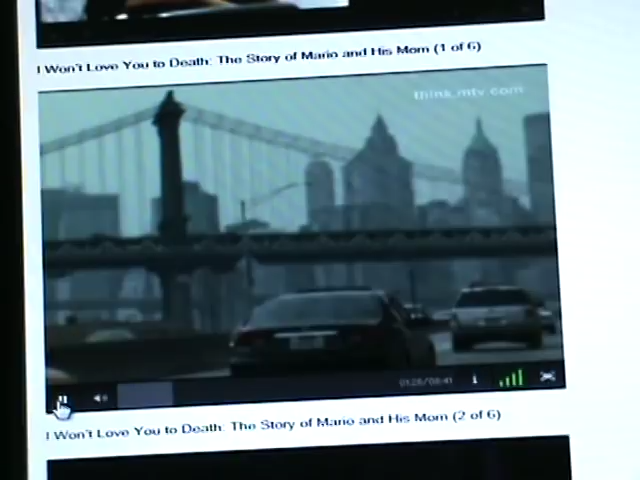 I Won't Love You to Death: The Story of Mario and His Mom (1 of 6)
think.mtv.com
I Won't Love You to Death: The Story of Mario and His Mom (2 of 6)